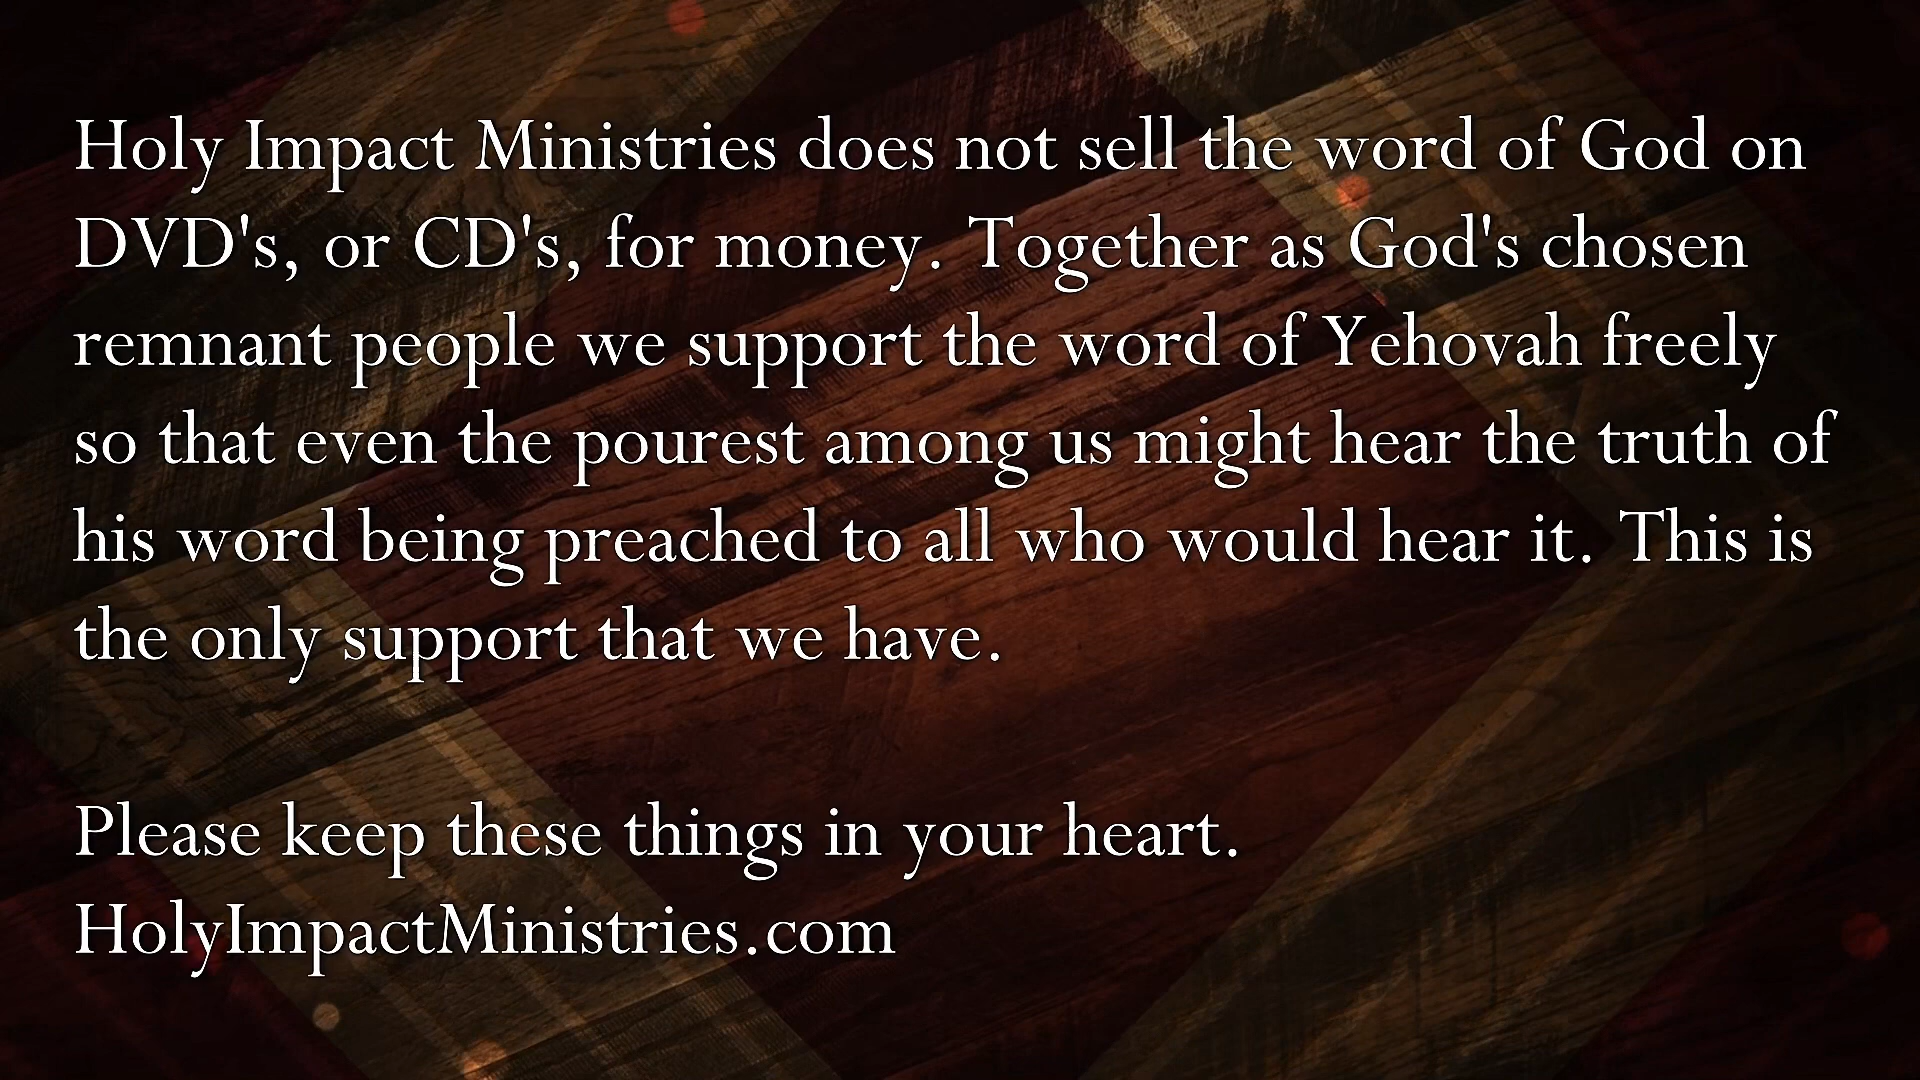 Holy Impact Ministries does not sell the word of God on
DVD's, or CD's, for money. Together as God's chosen
remnant people we support the word of Yehovah freely
so that even the pourest among us might hear the truth of
his word being preached to all who would hear it. This is
the only support that we have.
Please keep these things in your heart.
HolyImpactMinistries.com